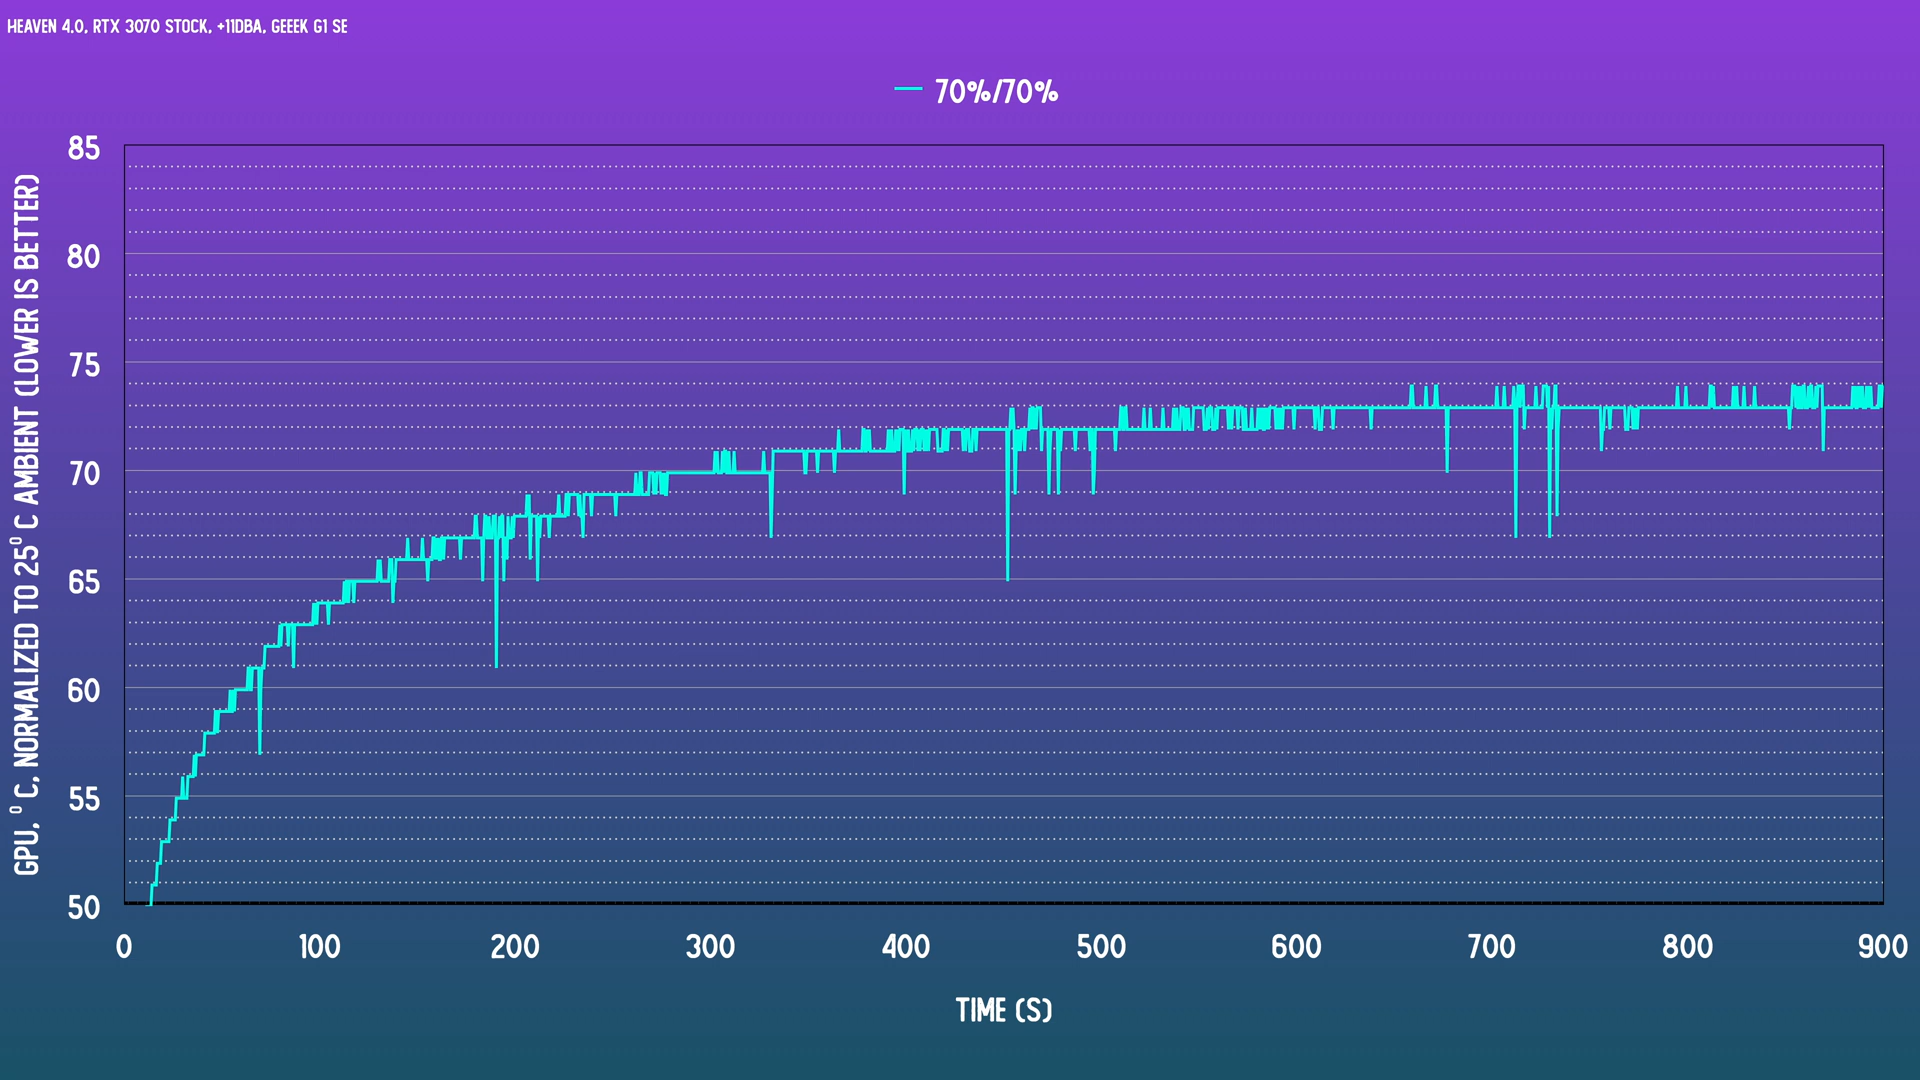 HEAVEN 4.0, RTX 3070 STOCK, +11DBA, GEEEK G1 SE
70%/70%
GPU, ° C, NORMALIZED TO 25° C AMBIENT (LOWER IS BETTER)
85
80
75
70
65
60
55
50
0 100 200 300 400 500 600 700 800 900
TIME (S)